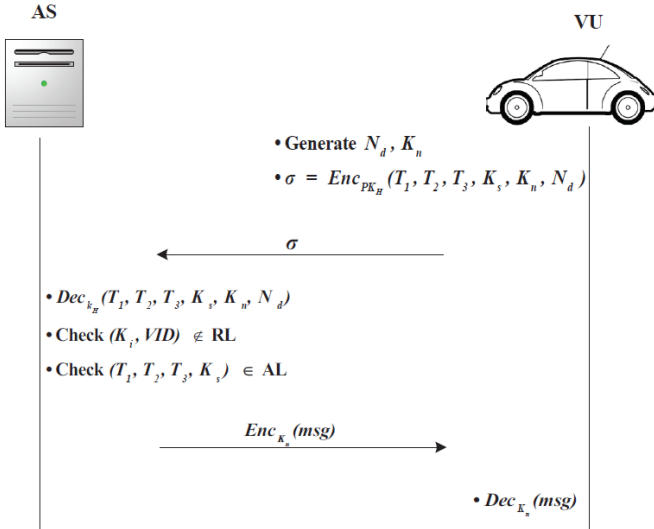 AS
VU
• Generate N_d, K_n
• σ = Enc_{PK_H}(T_1, T_2, T_3, K_s, K_n, N_d)
σ
• Dec_{k_H}(T_1, T_2, T_3, K_s, K_n, N_d)
• Check (K_i, VID) ∉ RL
• Check (T_1, T_2, T_3, K_s) ∈ AL
Enc_{K_n}(msg)
• Dec_{K_n}(msg)